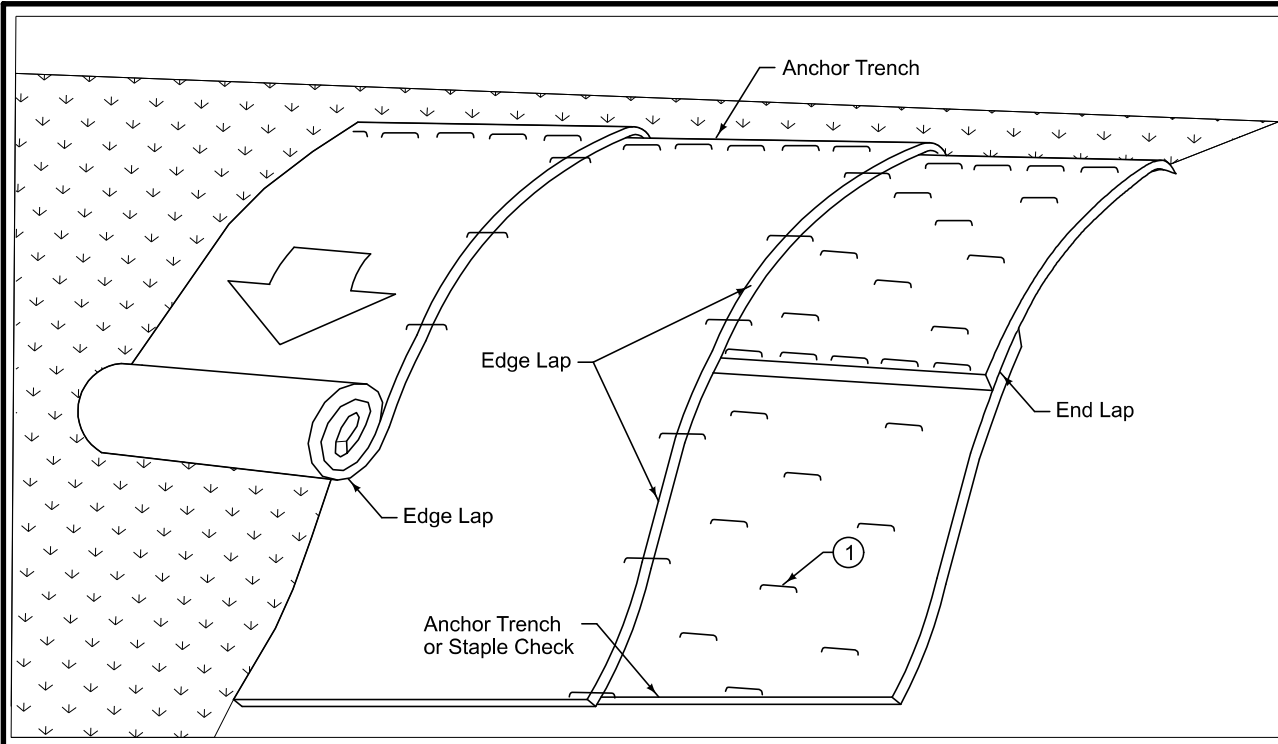 Anchor Trench
Edge Lap
End Lap
Edge Lap
1
Anchor Trench
or Staple Check